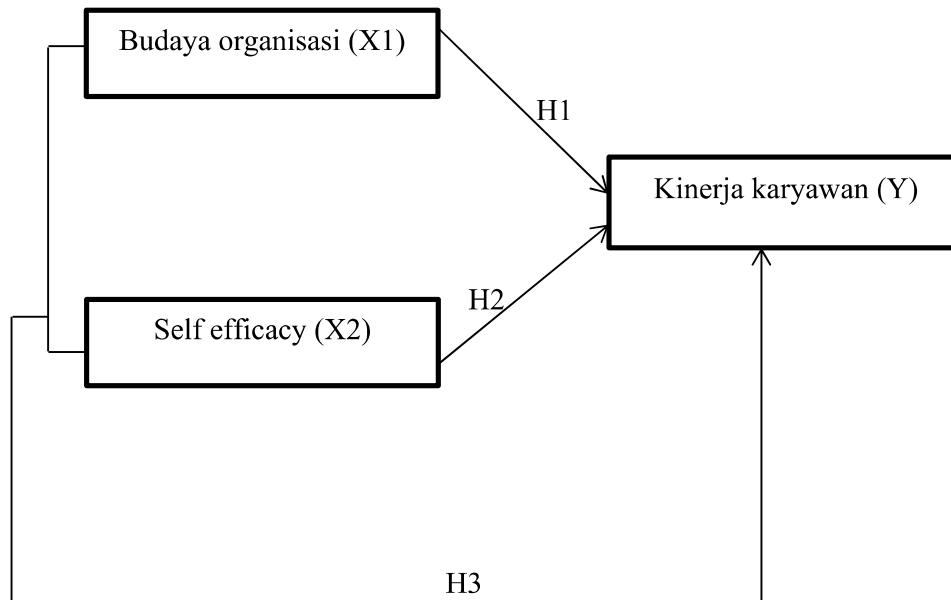 Budaya organisasi (X1)
H1
Kinerja karyawan (Y)
H2
Self efficacy (X2)
H3